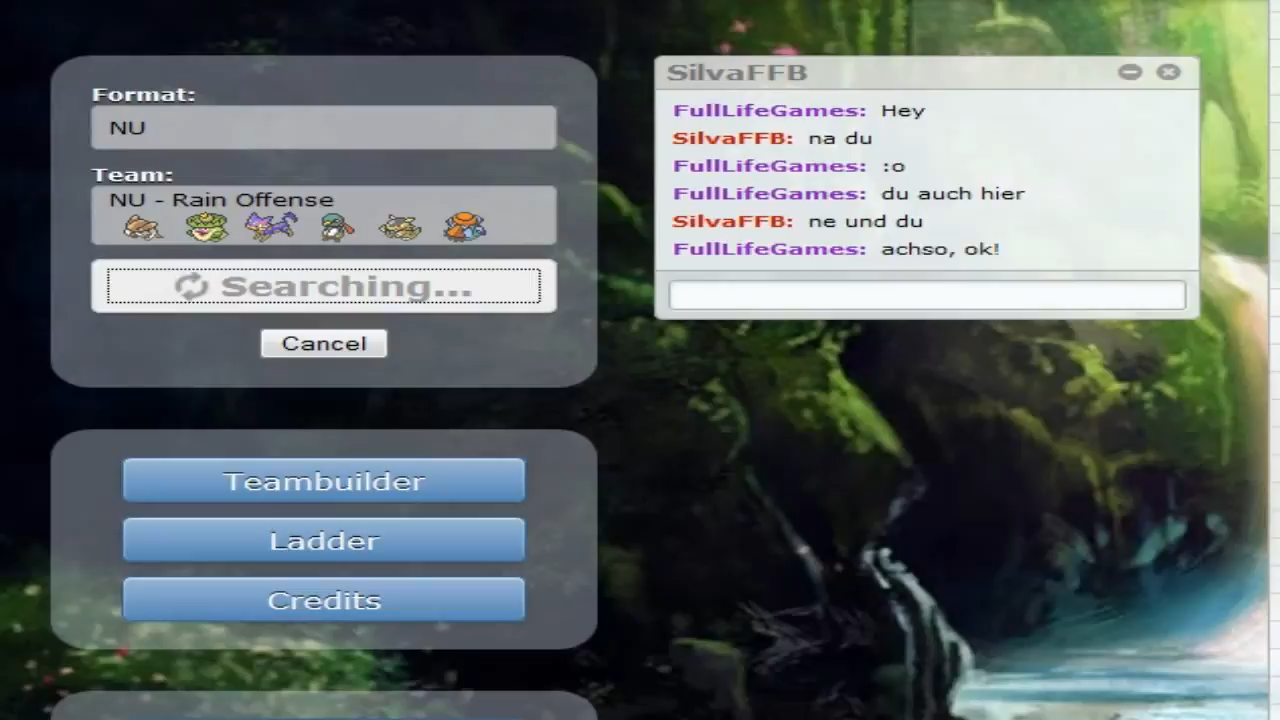 Format:
NU
Team:
NU - Rain Offense
Searching...
Cancel
Teambuilder
Ladder
Credits
SilvaFFB
FullLifeGames: Hey
SilvaFFB: na du
FullLifeGames: :o
FullLifeGames: du auch hier
SilvaFFB: ne und du
FullLifeGames: achso, ok!